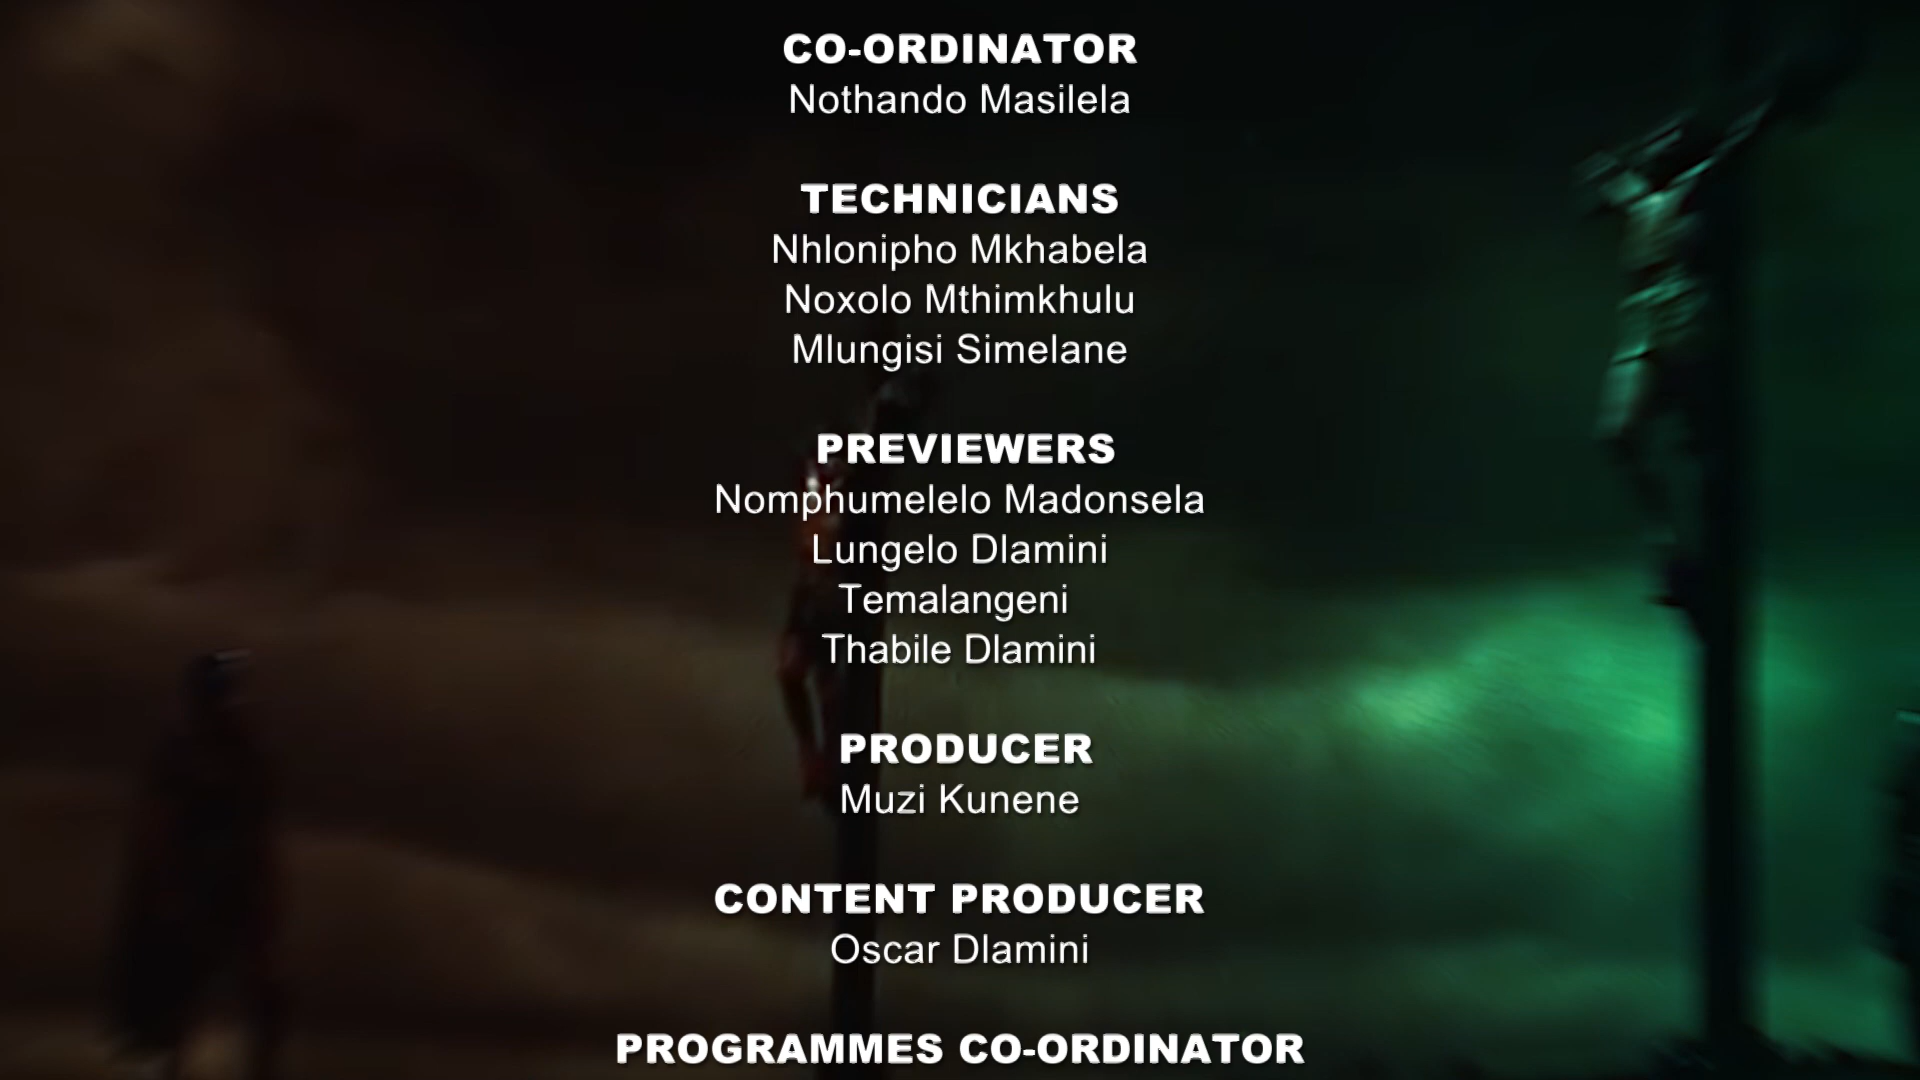 CO-ORDINATOR
Nothando Masilela
TECHNICIANS
Nhlonipho Mkhabela
Noxolo Mthimkhulu
Mlungisi Simelane
PREVIEWERS
Nomphumelelo Madonsela
Lungelo Dlamini
Temalangeni
Thabile Dlamini
PRODUCER
Muzi Kunene
CONTENT PRODUCER
Oscar Dlamini
PROGRAMMES CO-ORDINATOR